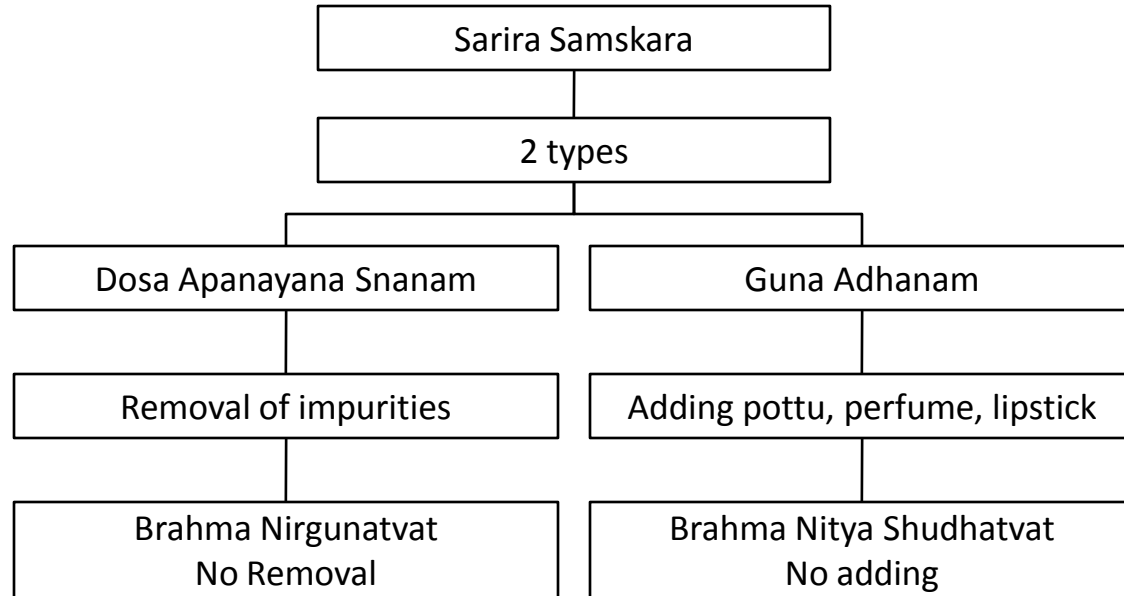 Sarira Samskara
2 types
Dosa Apanayana Snanam
Guna Adhanam
Removal of impurities
Adding pottu, perfume, lipstick
Brahma Nirgunatvat
No Removal
Brahma Nitya Shudhatvat
No adding